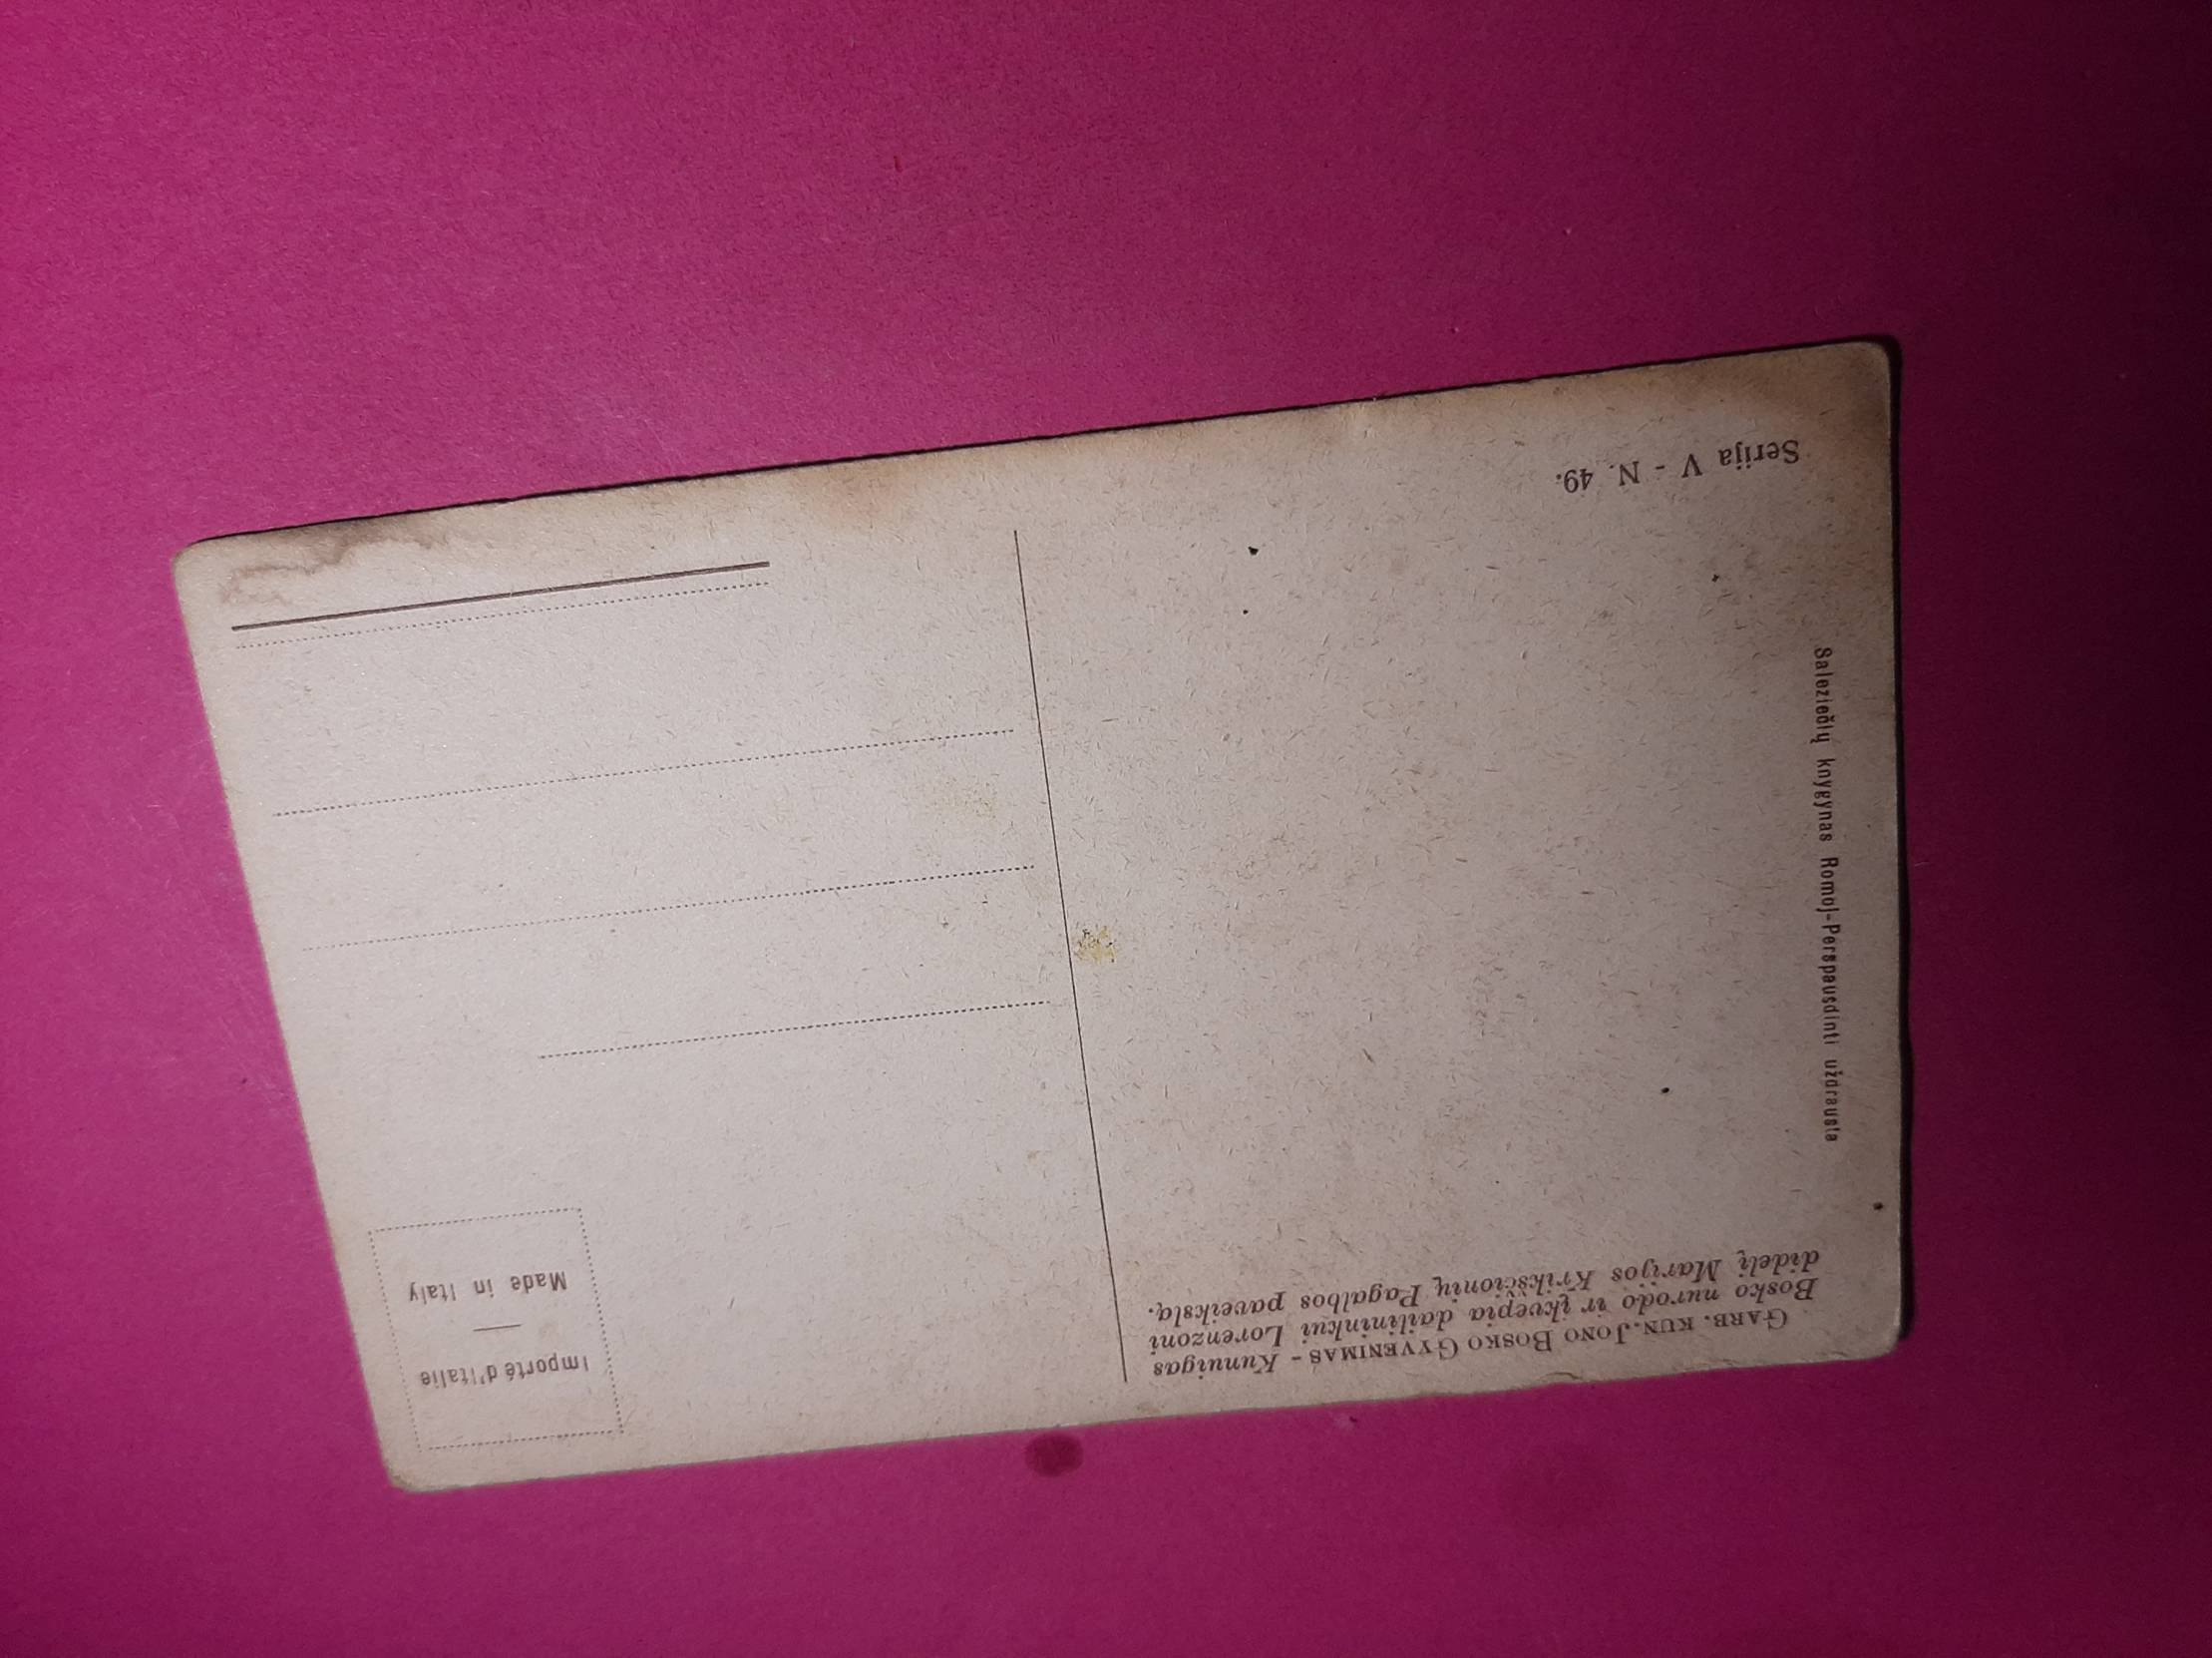 GARB. KUN. JONO BOSKO GYVENIMAS - Kunuigas
Bosko nurodo ir įkvepia dailininkui Lorenzoni
didelį Marijos Krikščionių Pagalbos paveikslą.
Importé d'Italie
—
Made in Italy
Saleziečių knygynas Romoj-Perspausdinti uždrausta
Serija V - N. 49.